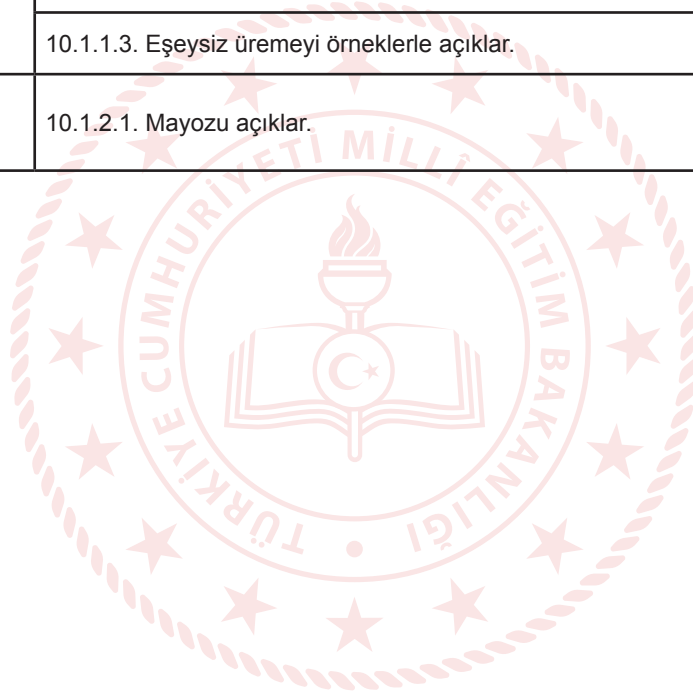 10.1.1.3. Eşeysiz üremeyi örneklerle açıklar.
10.1.2.1. Mayozu açıklar.
TÜRKİYE CUMHURİYETİ MİLLÎ EĞİTİM BAKANLIĞI